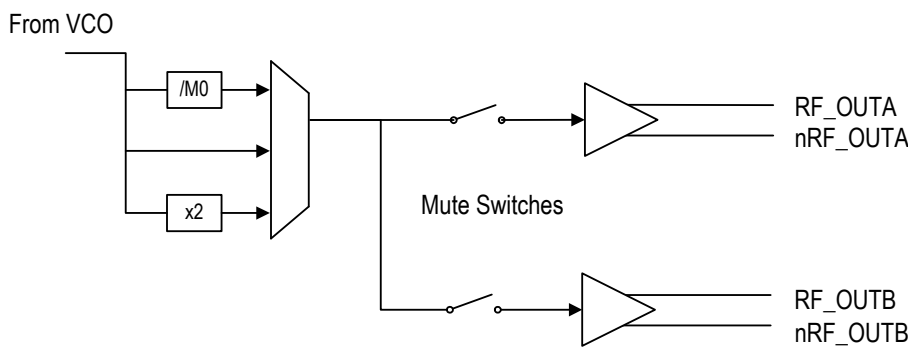 From VCO
/M0
RF_OUTA
nRF_OUTA
x2
Mute Switches
RF_OUTB
nRF_OUTB